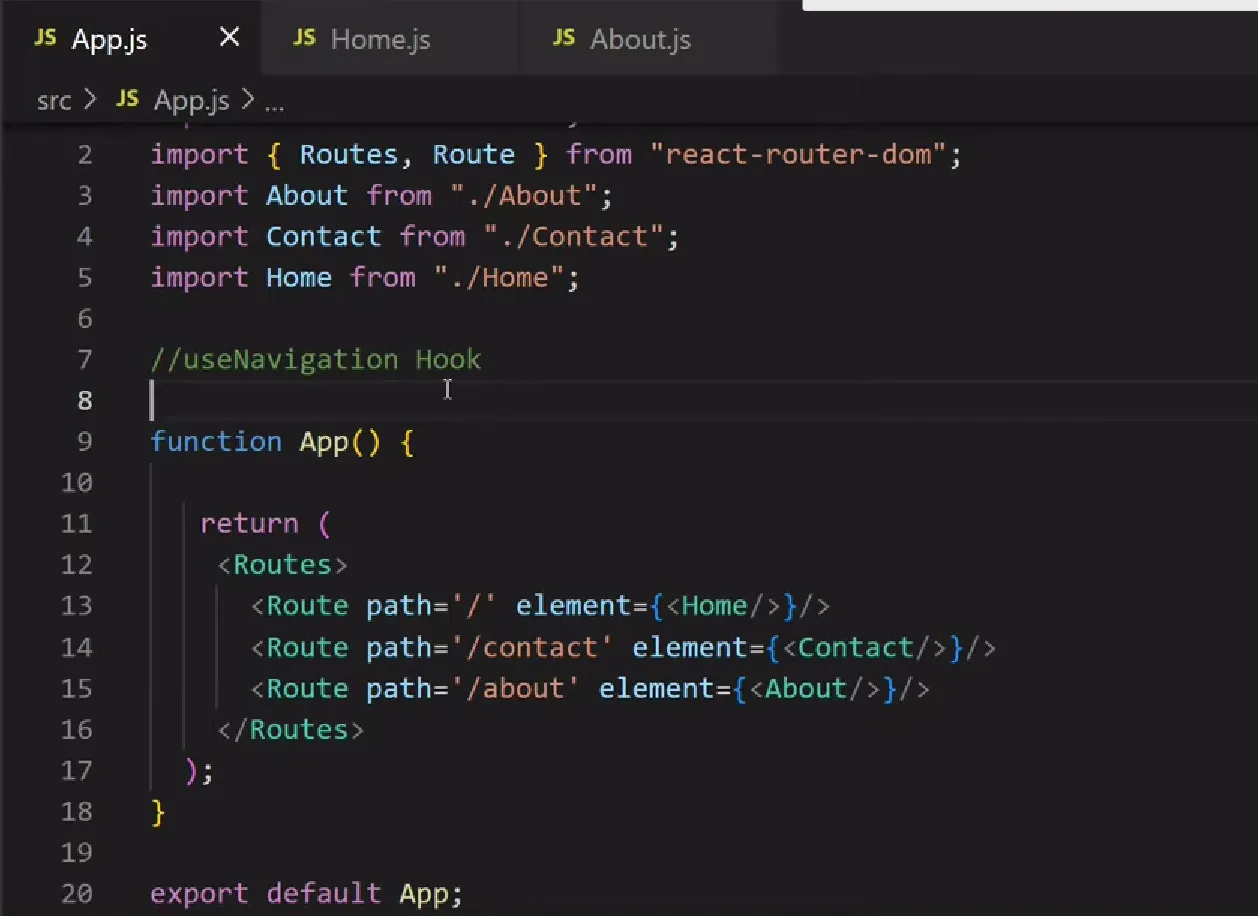 JS App.js × JS Home.js JS About.js
src > JS App.js > ...
2 import { Routes, Route } from "react-router-dom";
3 import About from "./About";
4 import Contact from "./Contact";
5 import Home from "./Home";
6
7 //useNavigation Hook
8
9 function App() {
10
11 return (
12 <Routes>
13 <Route path='/' element={<Home/>}/>
14 <Route path='/contact' element={<Contact/>}/>
15 <Route path='/about' element={<About/>}/>
16 </Routes>
17 );
18 }
19
20 export default App;